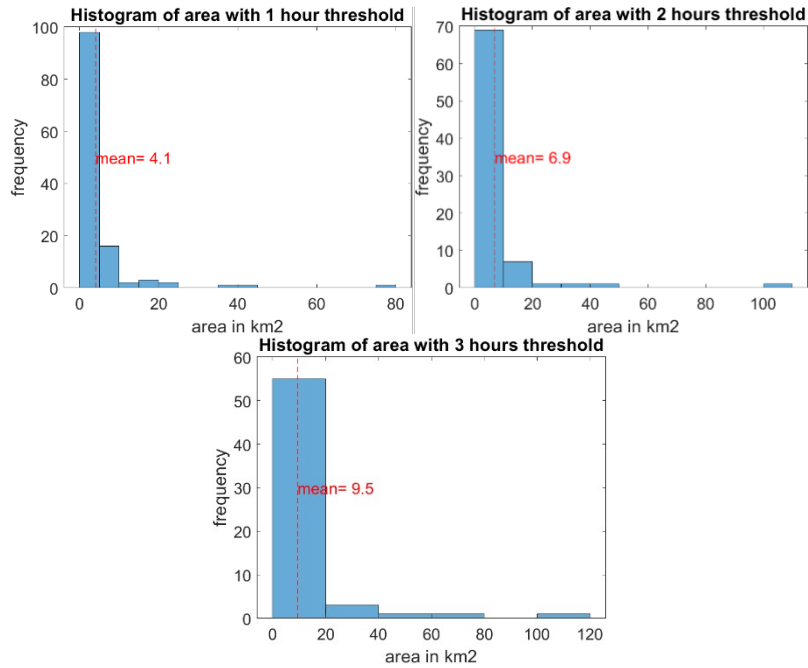 Histogram of area with 1 hour threshold
100
80
60
40
20
0
frequency
mean= 4.1
0 20 40 60 80
area in km2
Histogram of area with 2 hours threshold
70
60
50
40
30
20
10
0
frequency
mean= 6.9
0 20 40 60 80 100
area in km2
Histogram of area with 3 hours threshold
60
50
40
30
20
10
0
frequency
mean= 9.5
0 20 40 60 80 100 120
area in km2